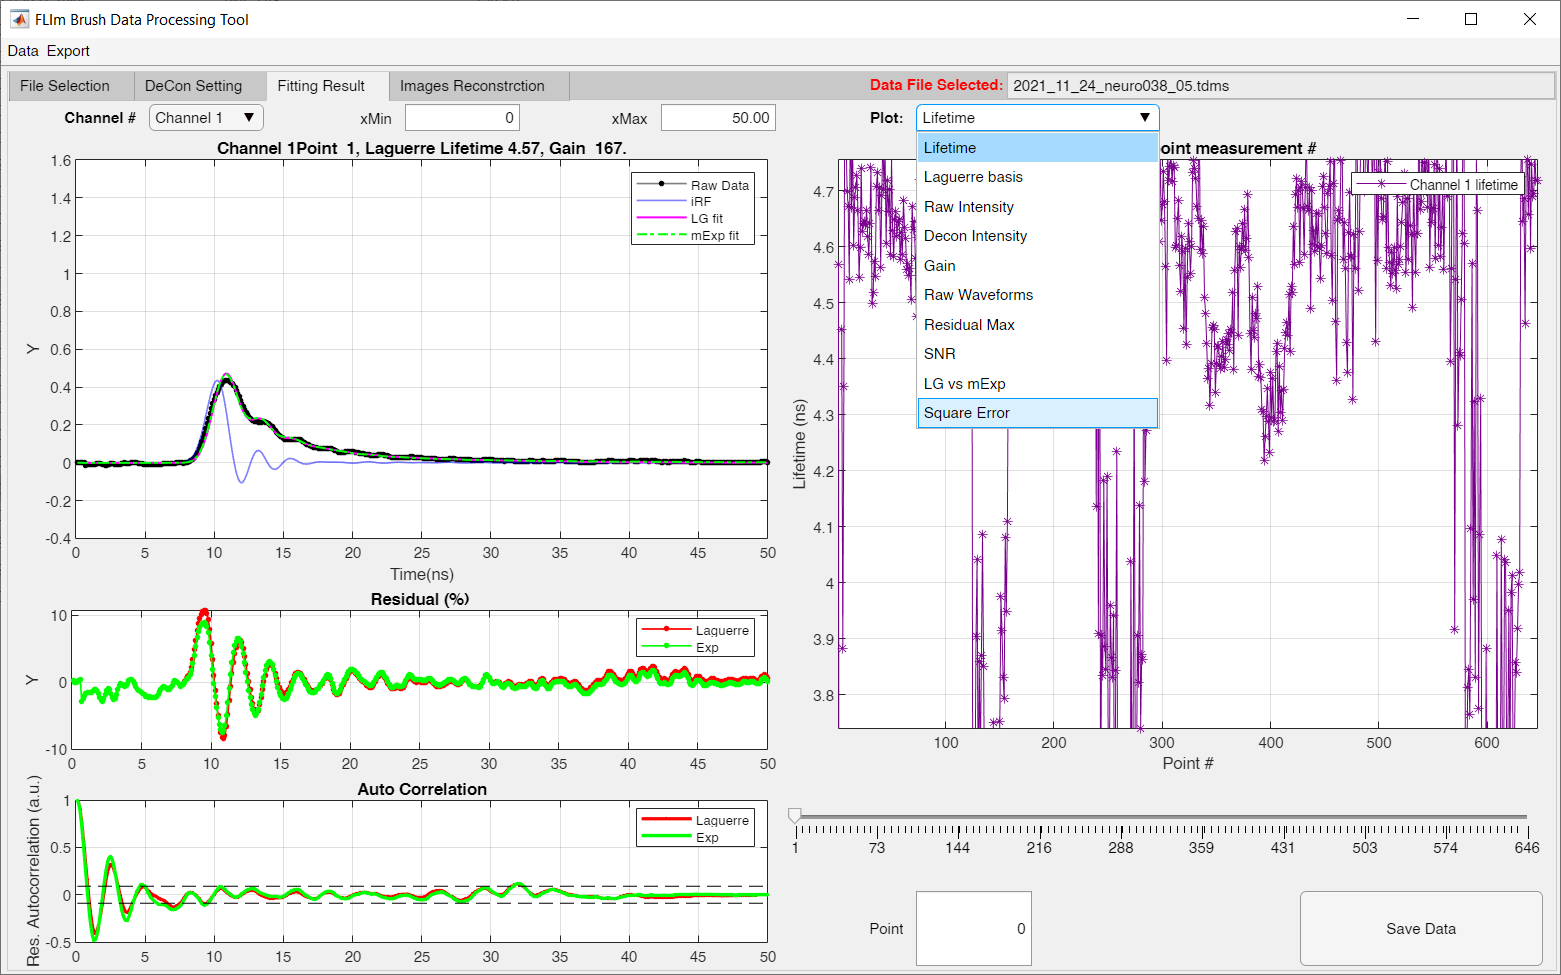 FLIm Brush Data Processing Tool
Data Export
File Selection DeCon Setting Fitting Result Images Reconstrction Data File Selected: 2021_11_24_neuro038_05.tdms
Channel # Channel 1 xMin 0 xMax 50.00 Plot: Lifetime
Channel 1Point 1, Laguerre Lifetime 4.57, Gain 167.
1.6
1.4
1.2
1
0.8
0.6
0.4
0.2
0
-0.2
-0.4
Y
Raw Data
iRF
LG fit
mExp fit
0 5 10 15 20 25 30 35 40 45 50
Time(ns)
Residual (%)
10
0
-10
Y
Laguerre
Exp
0 5 10 15 20 25 30 35 40 45 50
Auto Correlation
Res. Autocorrelation (a.u.)
1
0.5
0
-0.5
Laguerre
Exp
0 5 10 15 20 25 30 35 40 45 50
Lifetime
Laguerre basis
Raw Intensity
Decon Intensity
Gain
Raw Waveforms
Residual Max
SNR
LG vs mExp
Square Error
oint measurement #
Channel 1 lifetime
4.7
4.6
4.5
4.4
4.3
4.2
4.1
4
3.9
3.8
Lifetime (ns)
100 200 300 400 500 600
Point #
1 73 144 216 288 359 431 503 574 646
Point 0
Save Data